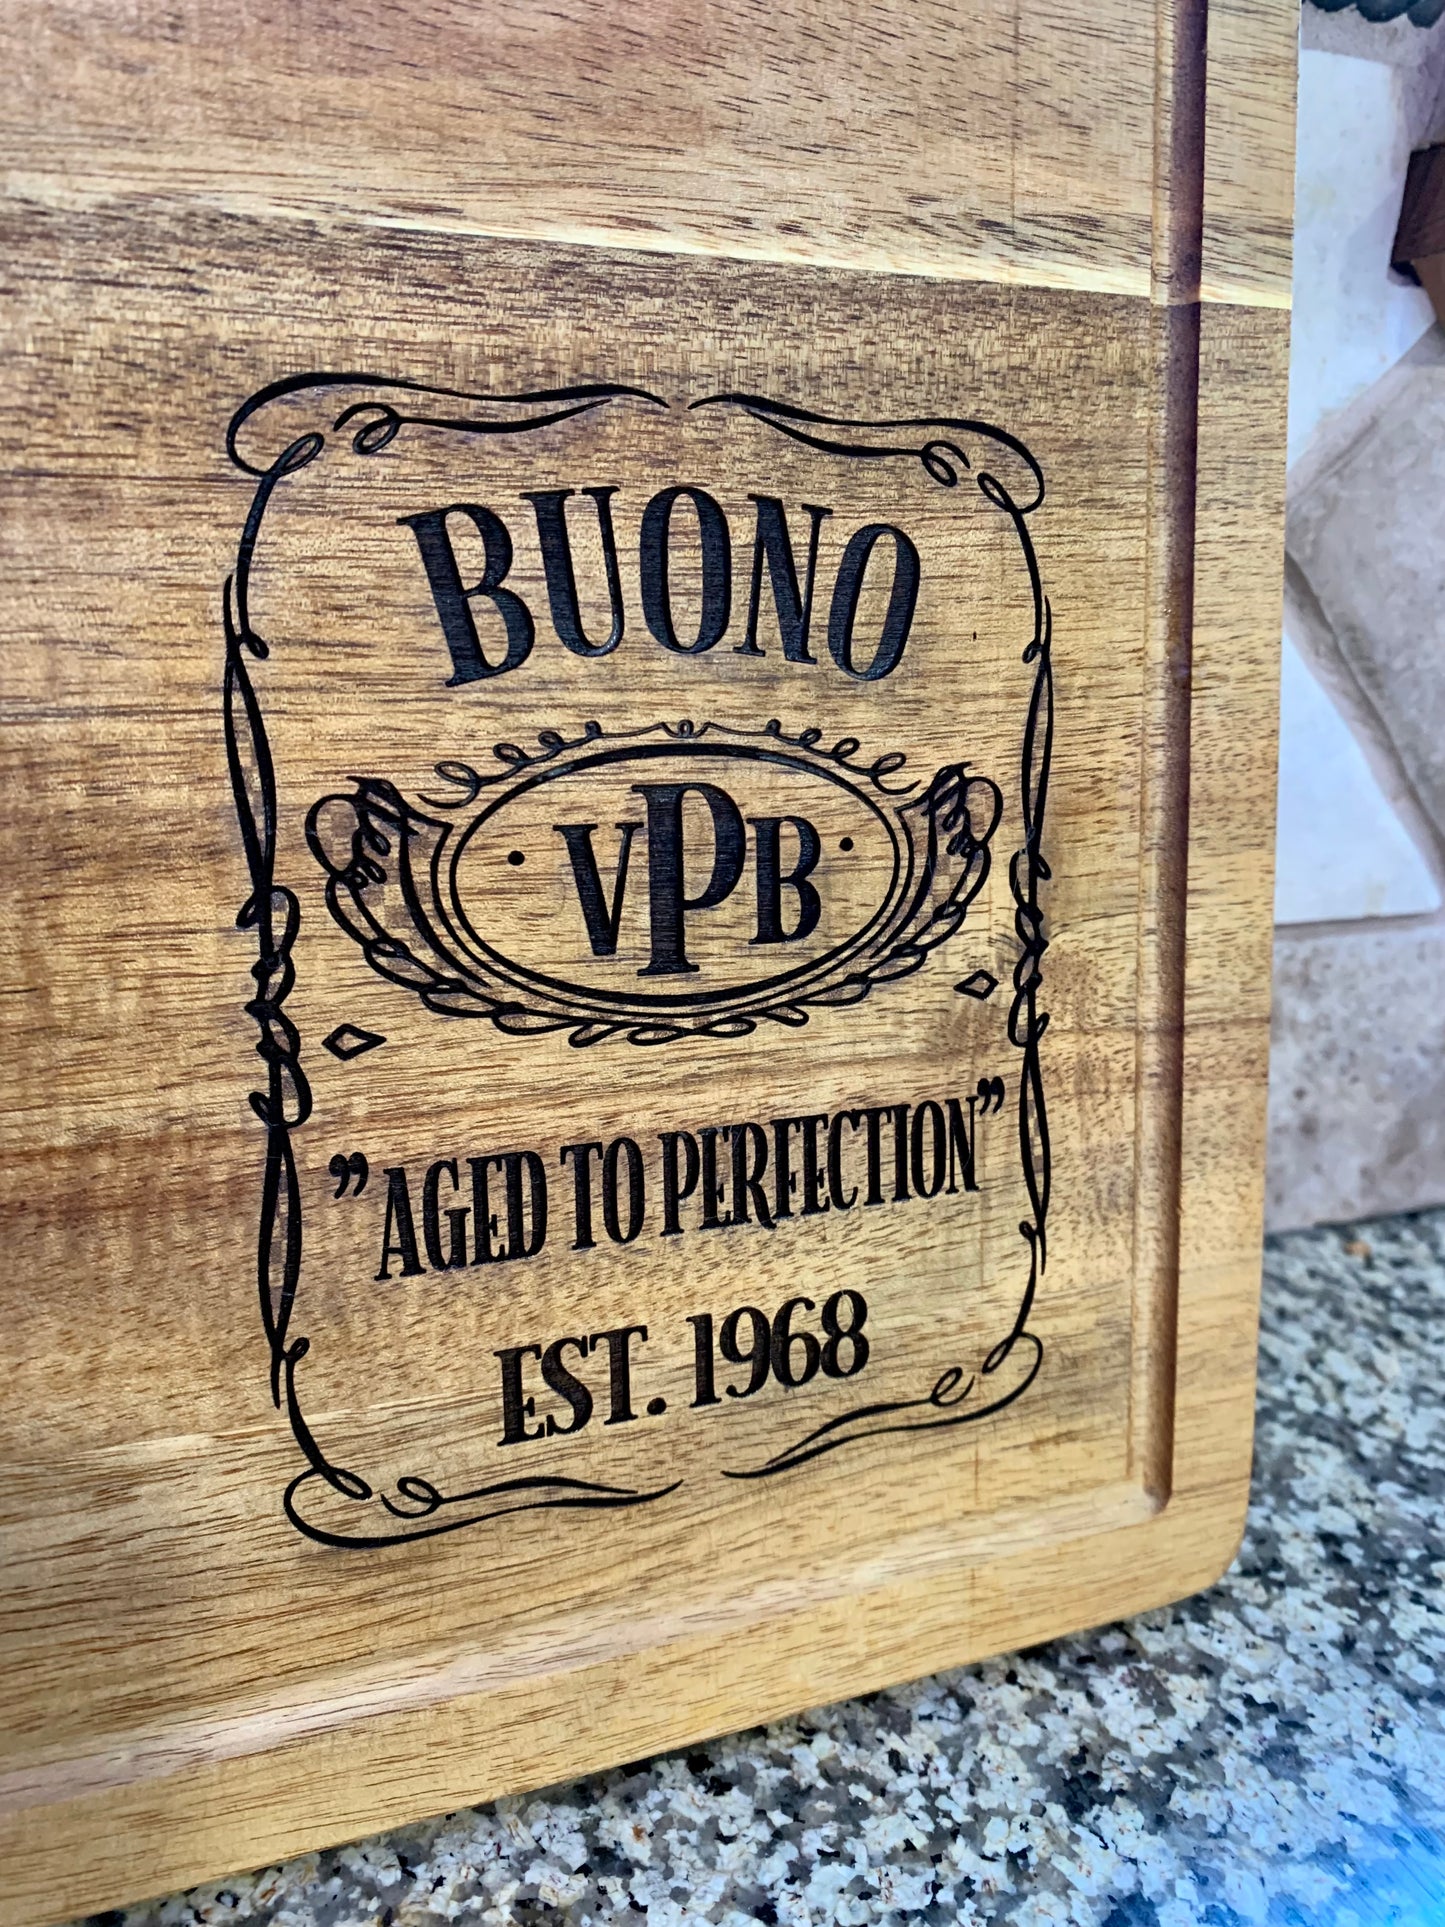 BUONO
· VPB ·
”AGED TO PERFECTION”
EST. 1968